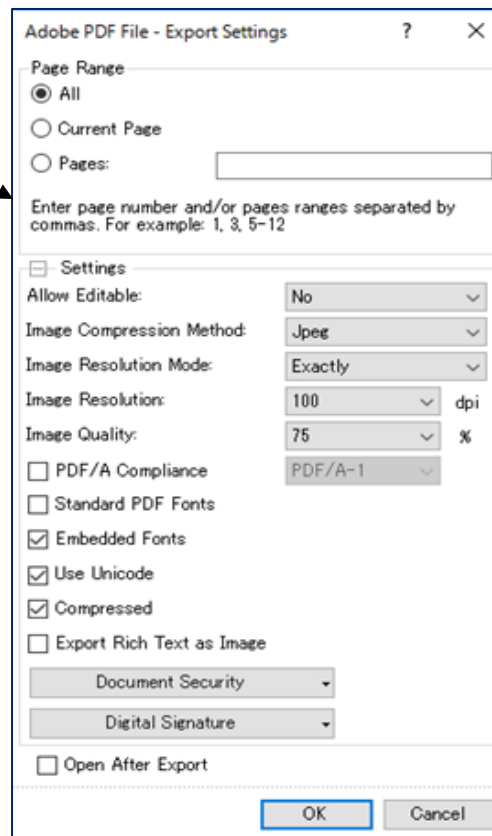 Adobe PDF File - Export Settings ?
Page Range
All
Current Page
Pages:
Enter page number and/or pages ranges separated by
commas. For example: 1, 3, 5-12
Settings
Allow Editable: No
Image Compression Method: Jpeg
Image Resolution Mode: Exactly
Image Resolution: 100 dpi
Image Quality: 75 %
PDF/A Compliance PDF/A-1
Standard PDF Fonts
Embedded Fonts
Use Unicode
Compressed
Export Rich Text as Image
Document Security
Digital Signature
Open After Export
OK Cancel